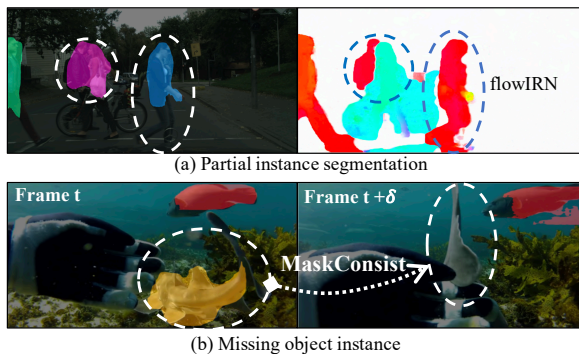 flowIRN
(a) Partial instance segmentation
Frame t
Frame t +δ
MaskConsist
(b) Missing object instance